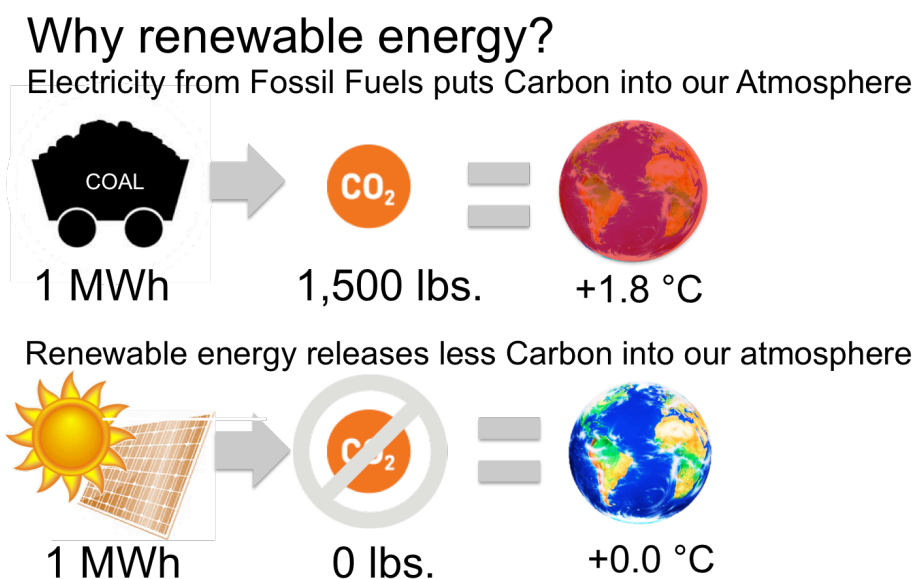 Why renewable energy?
Electricity from Fossil Fuels puts Carbon into our Atmosphere
COAL
CO₂
1 MWh
1,500 lbs.
+1.8 °C
Renewable energy releases less Carbon into our atmosphere
CO₂
1 MWh
0 lbs.
+0.0 °C